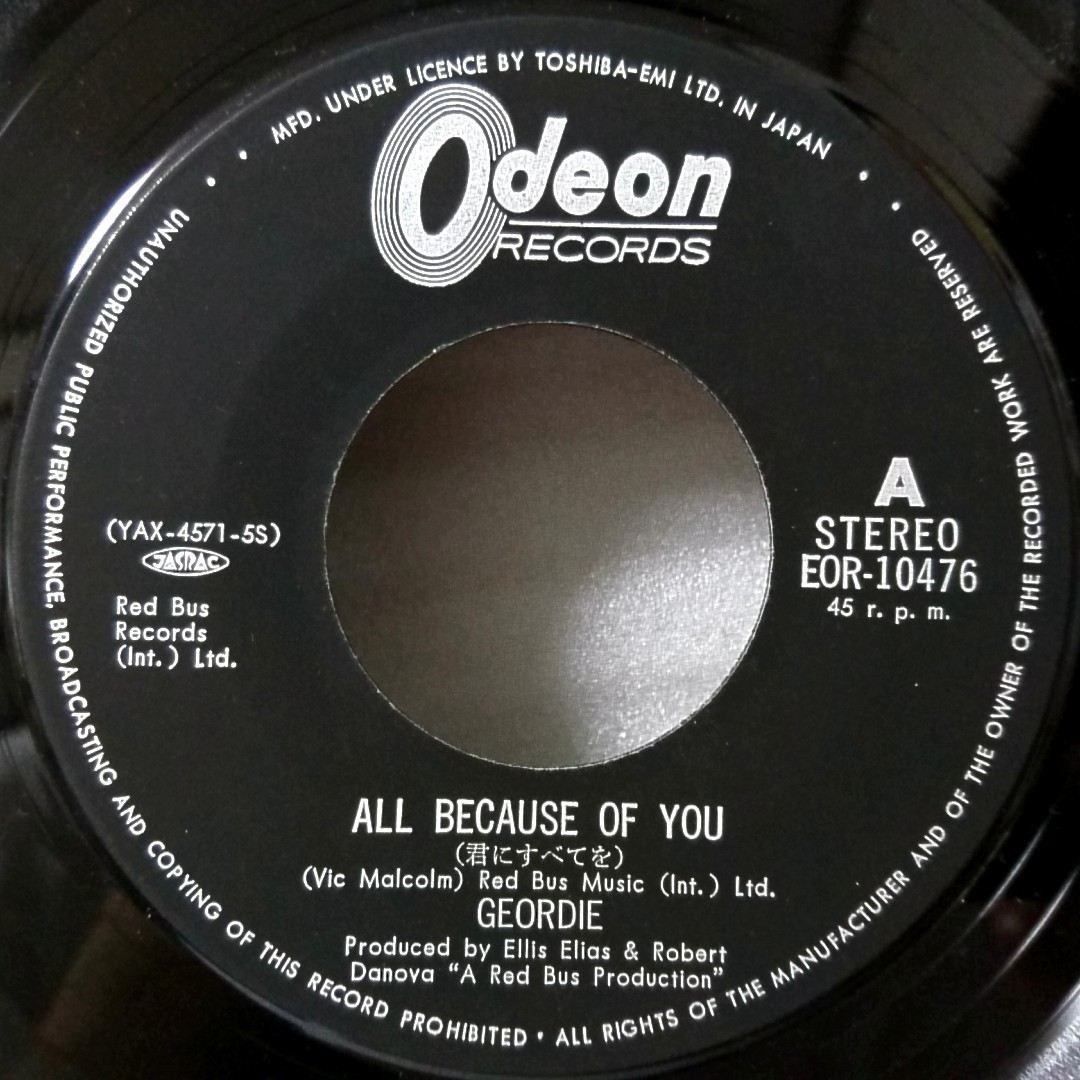 MFD. UNDER LICENCE BY TOSHIBA-EMI LTD. IN JAPAN
Odeon
RECORDS
A
STEREO
EOR-10476
45 r. p. m.
(YAX-4571-5S)
JASRAC
Red Bus
Records
(Int.) Ltd.
ALL BECAUSE OF YOU
(君にすべてを)
(Vic Malcolm) Red Bus Music (Int.) Ltd.
GEORDIE
Produced by Ellis Elias & Robert
Danova “A Red Bus Production”
UNAUTHORIZED PUBLIC PERFORMANCE, BROADCASTING AND COPYING OF THIS RECORD PROHIBITED • ALL RIGHTS OF THE MANUFACTURER AND OF THE OWNER OF THE RECORDED WORK ARE RESERVED